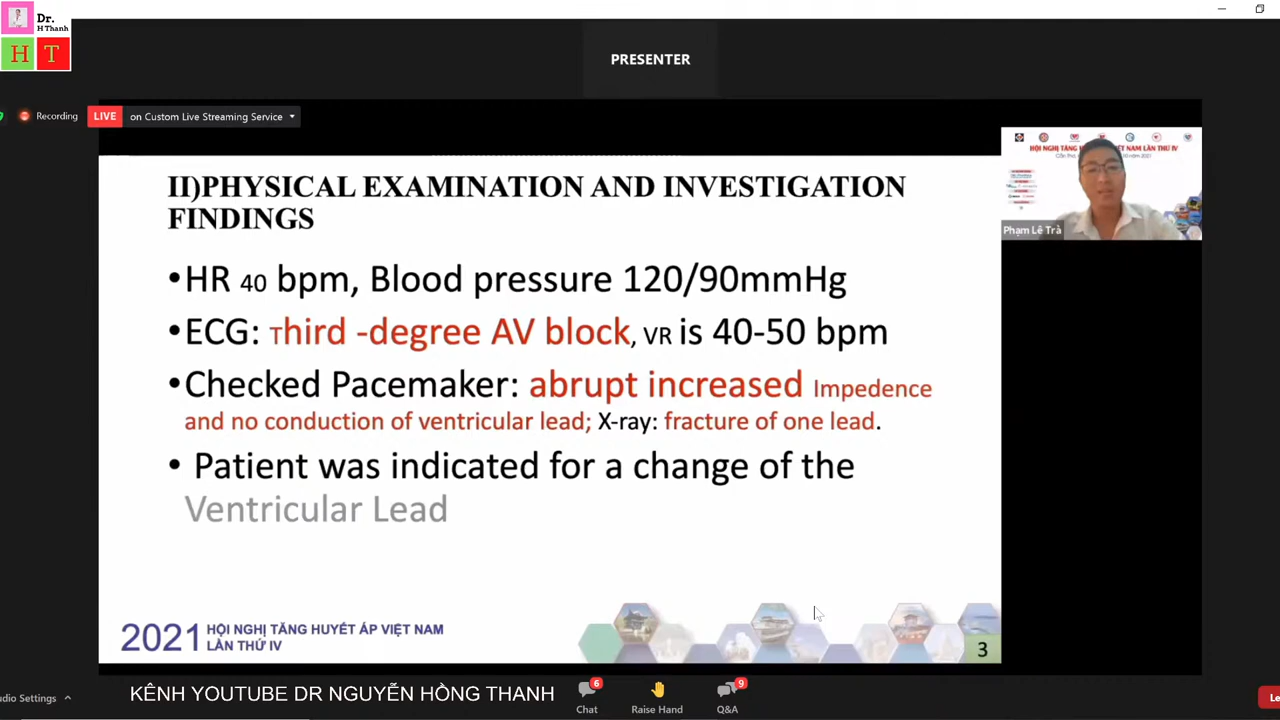 Dr.
H Thanh
H T
PRESENTER
Recording
LIVE
on Custom Live Streaming Service
II)PHYSICAL EXAMINATION AND INVESTIGATION
FINDINGS
•HR 40 bpm, Blood pressure 120/90mmHg
•ECG: Third -degree AV block, VR is 40-50 bpm
•Checked Pacemaker: abrupt increased Impedence
and no conduction of ventricular lead; X-ray: fracture of one lead.
• Patient was indicated for a change of the
Ventricular Lead
2021 HỘI NGHỊ TĂNG HUYẾT ÁP VIỆT NAM
LẦN THỨ IV
3
Phạm Lê Trà
udio Settings
KÊNH YOUTUBE DR NGUYỄN HỒNG THANH
6
Chat
Raise Hand
9
Q&A
Le